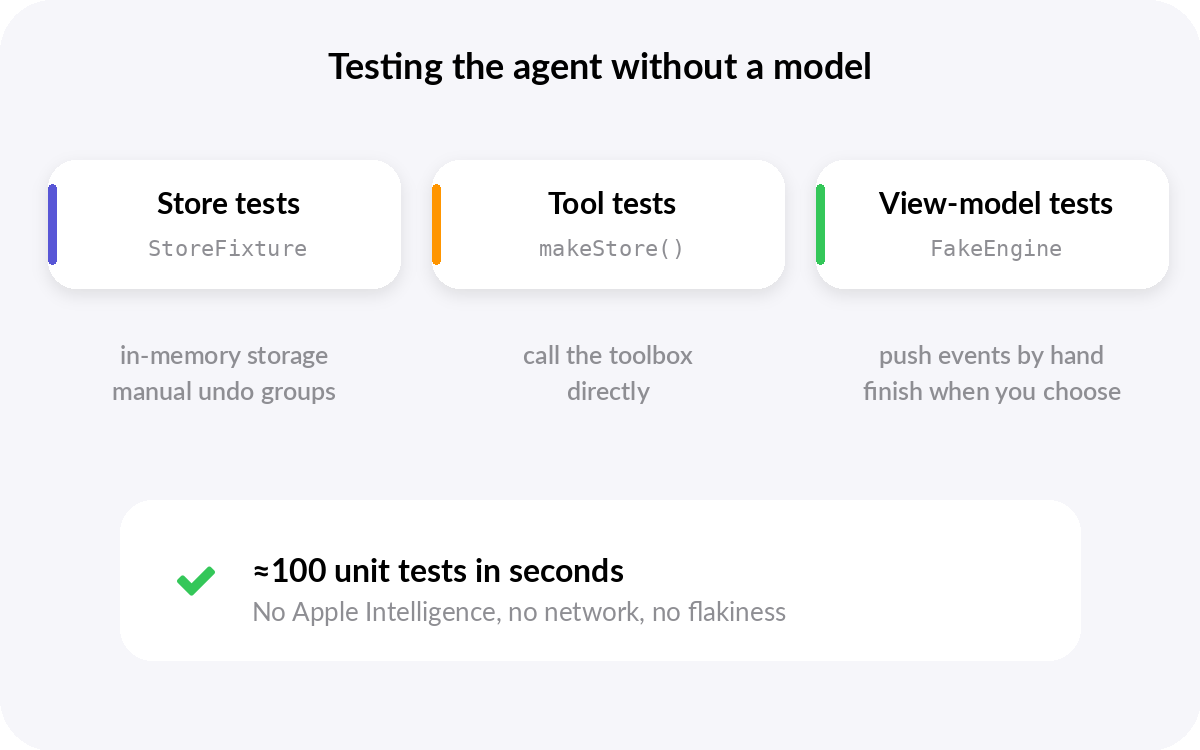 Testing the agent without a model
Store tests
StoreFixture
in-memory storage
manual undo groups
Tool tests
makeStore()
call the toolbox
directly
View-model tests
FakeEngine
push events by hand
finish when you choose
≈100 unit tests in seconds
No Apple Intelligence, no network, no flakiness